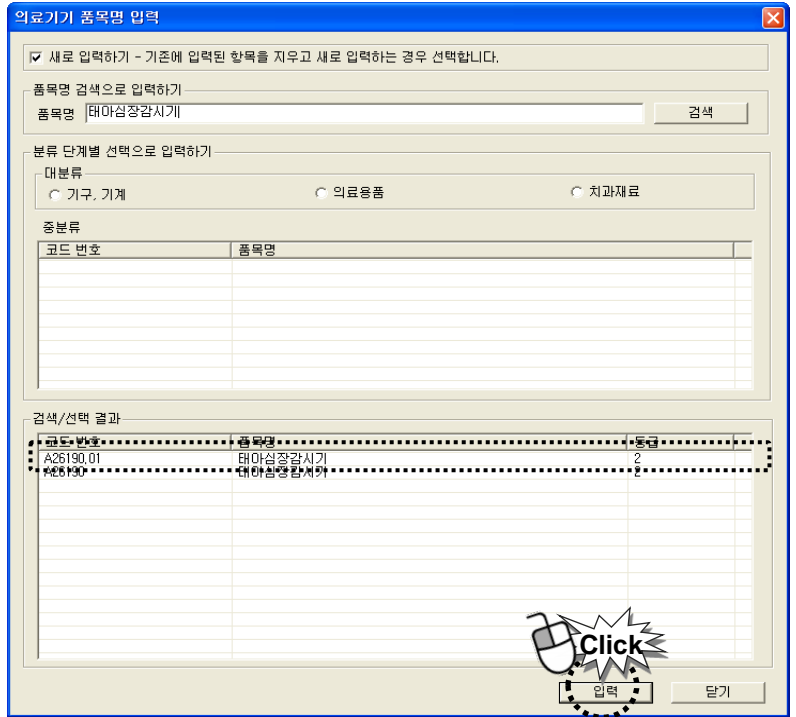 의료기기 품목명 입력
새로 입력하기 - 기존에 입력된 항목을 지우고 새로 입력하는 경우 선택합니다.
품목명 검색으로 입력하기
품목명 태아심장감시기 검색
분류 단계별 선택으로 입력하기
대분류
기구, 기계 의료용품 치과재료
중분류
코드 번호 품목명
검색/선택 결과
코드 번호 품목명 등급
A26190.01 태아심장감시기 2
A26190 태아심장감시기 2
Click
입력 닫기